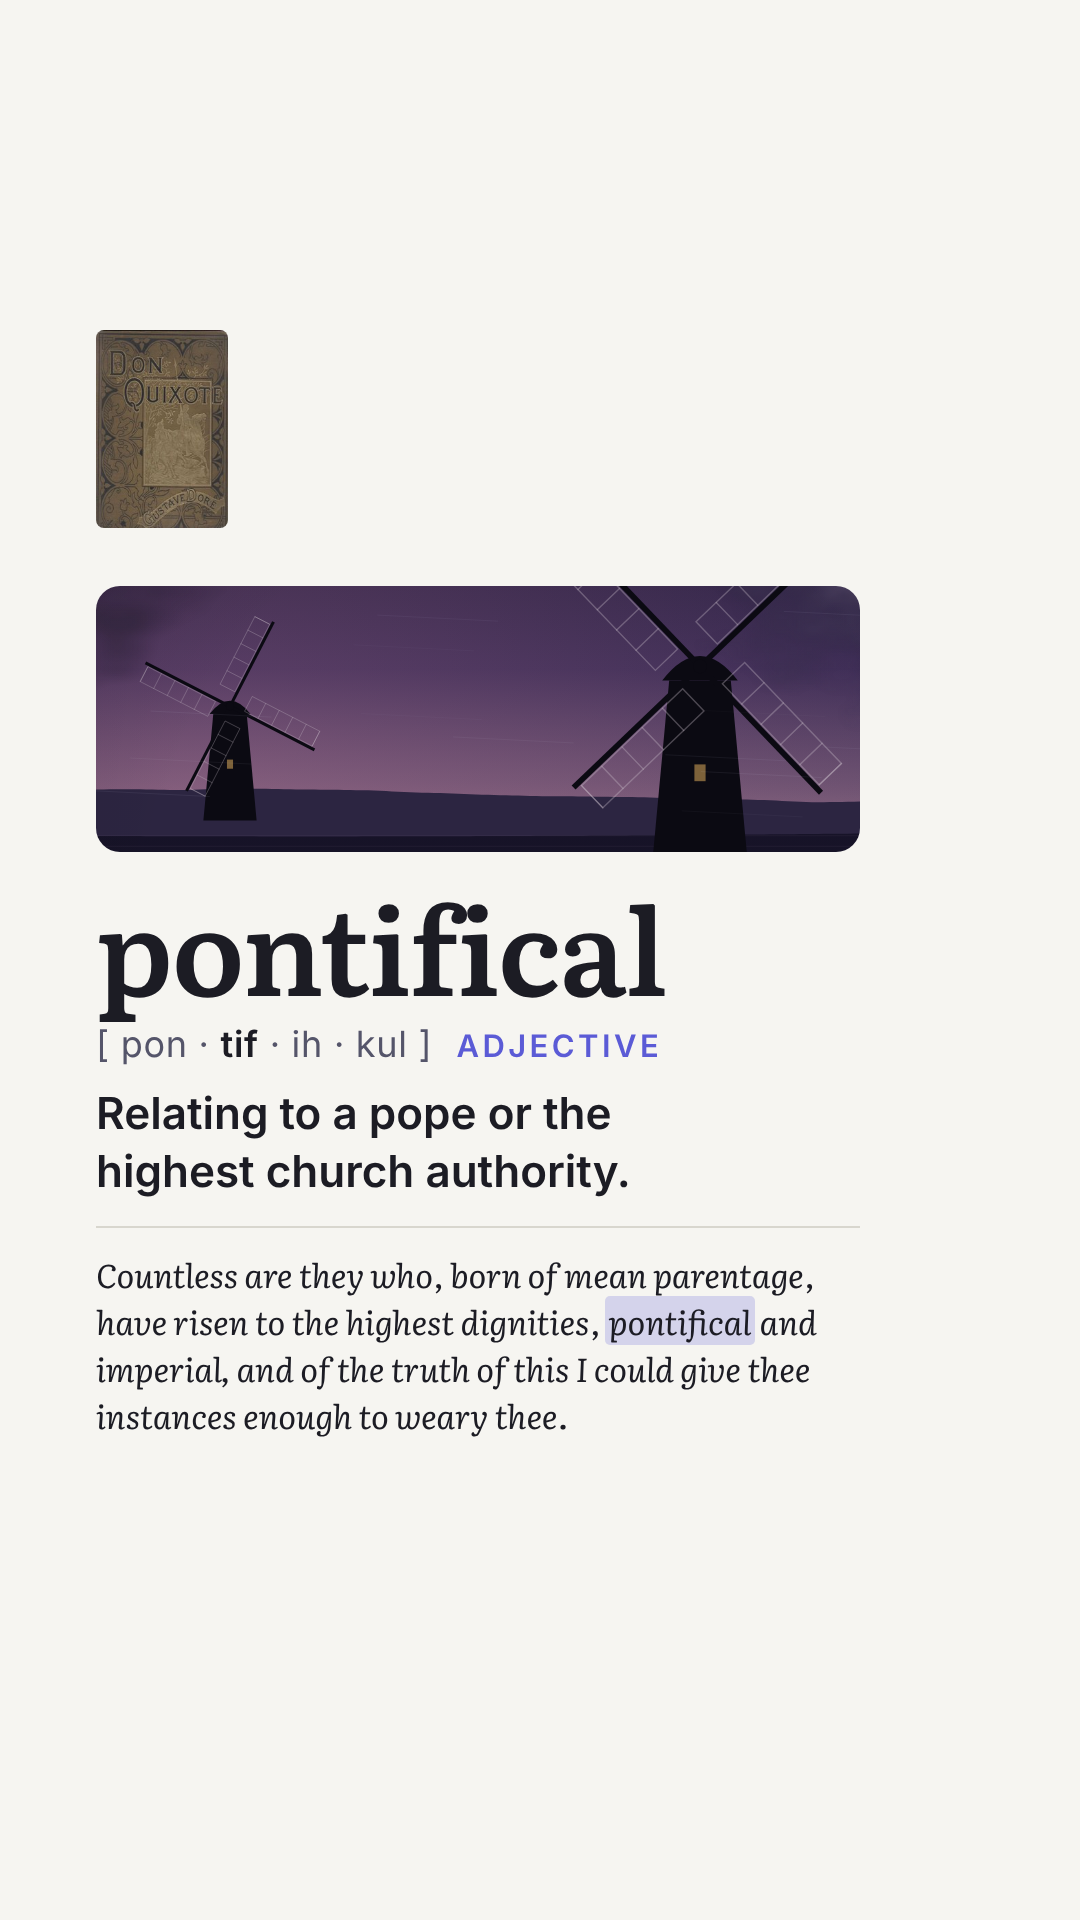 DON
QUIXOTE
GUSTAVE DORE
pontifical
[ pon · tif · ih · kul ] ADJECTIVE
Relating to a pope or the
highest church authority.
Countless are they who, born of mean parentage,
have risen to the highest dignities, pontifical and
imperial, and of the truth of this I could give thee
instances enough to weary thee.